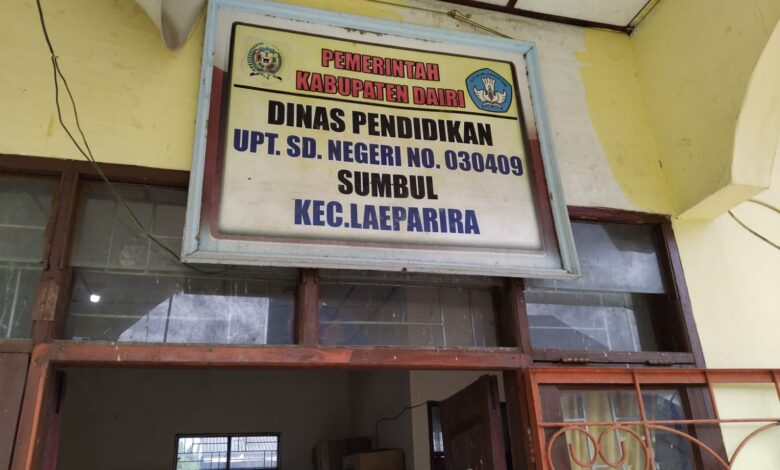 PEMERINTAH
KABUPATEN DAIRI
DINAS PENDIDIKAN
UPT. SD. NEGERI NO. 030409
SUMBUL
KEC.LAEPARIRA